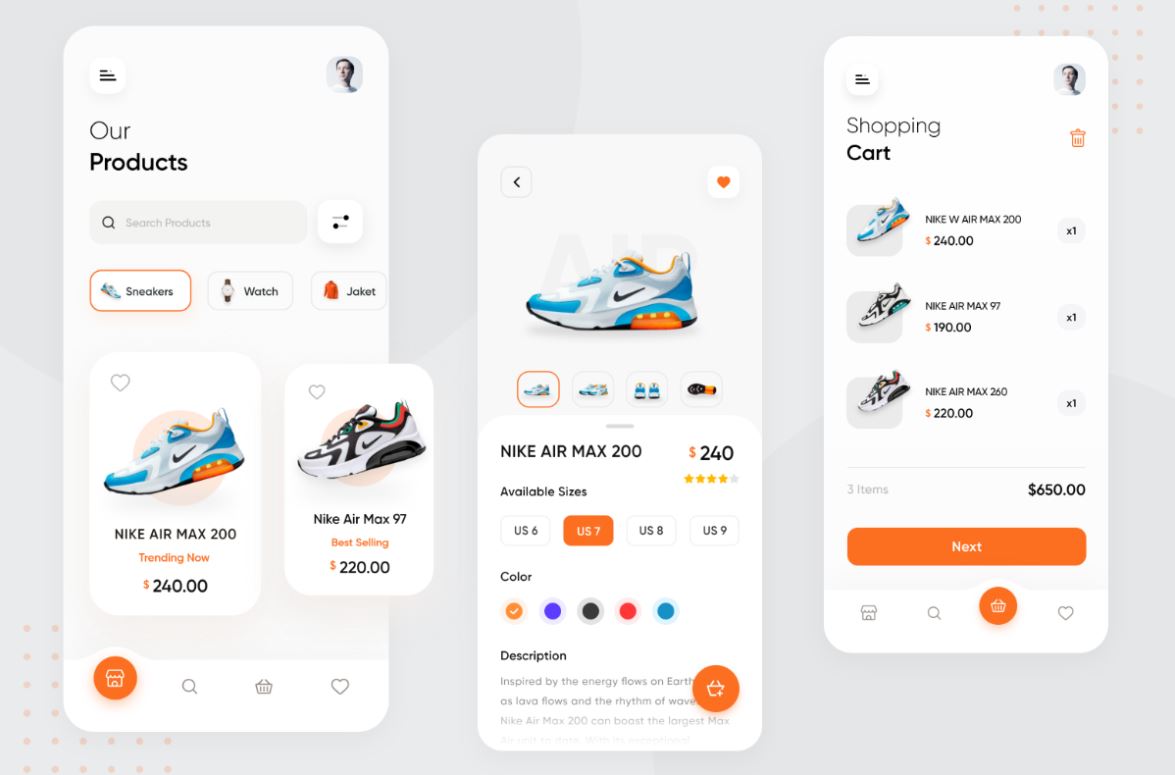 Our
Products
Search Products
Sneakers
Watch
Jaket
NIKE AIR MAX 200
Trending Now
$ 240.00
Nike Air Max 97
Best Selling
$ 220.00
AIR
NIKE AIR MAX 200
$ 240
Available Sizes
US 6
US 7
US 8
US 9
Color
Description
Inspired by the energy flows on Earth
as lava flows and the rhythm of wave
Nike Air Max 200 can boast the largest Max
Air unit to date. With its exceptional
Shopping
Cart
NIKE W AIR MAX 200
$ 240.00
x1
NIKE AIR MAX 97
$ 190.00
x1
NIKE AIR MAX 260
$ 220.00
x1
3 Items
$650.00
Next